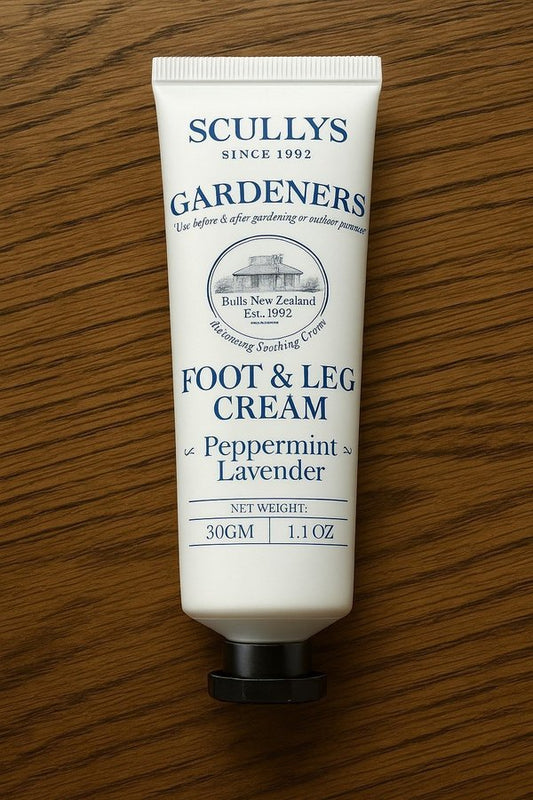 SCULLYS
SINCE 1992
GARDENERS
Use before & after gardening or outdoor
Bulls New Zealand
Est.. 1992
Soothing
FOOT & LEG
CREAM
Peppermint
Lavender
NET WEIGHT:
30GM 1.1 OZ